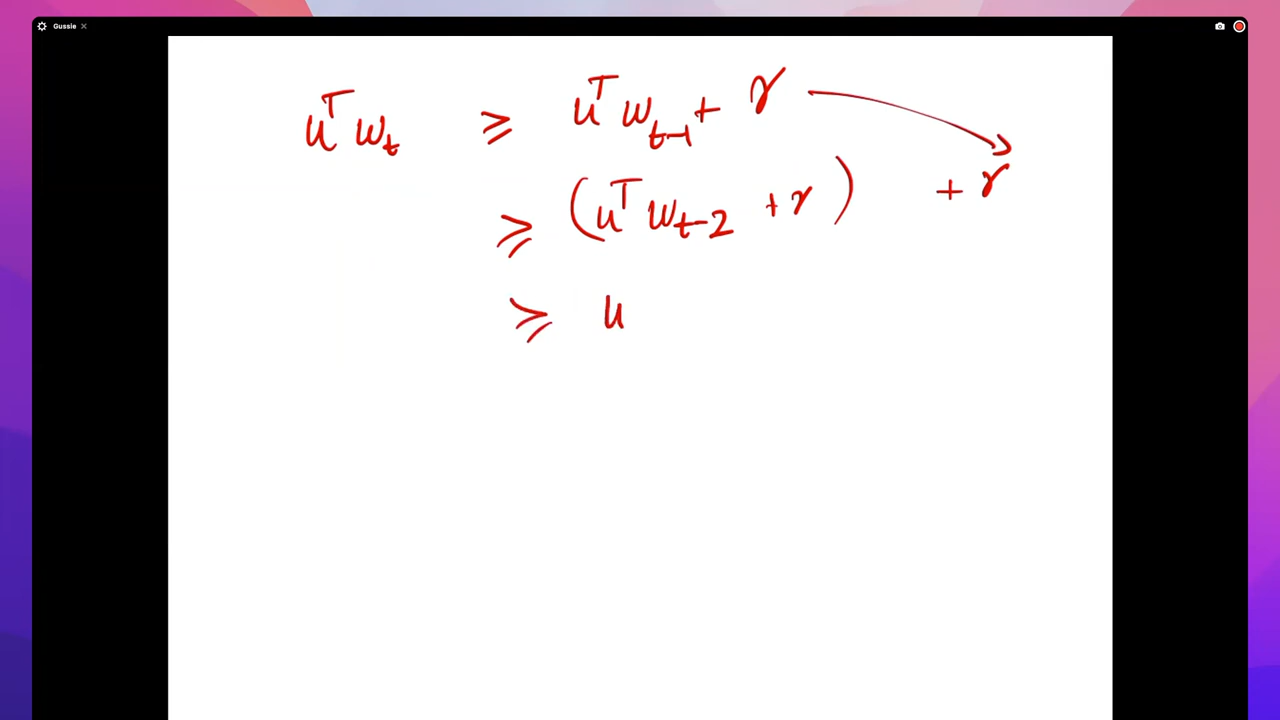 Gussie
uᵀwₜ ≥ uᵀwₜ₋₁ + γ
≥ (uᵀwₜ₋₂ + γ) + γ
≥ u